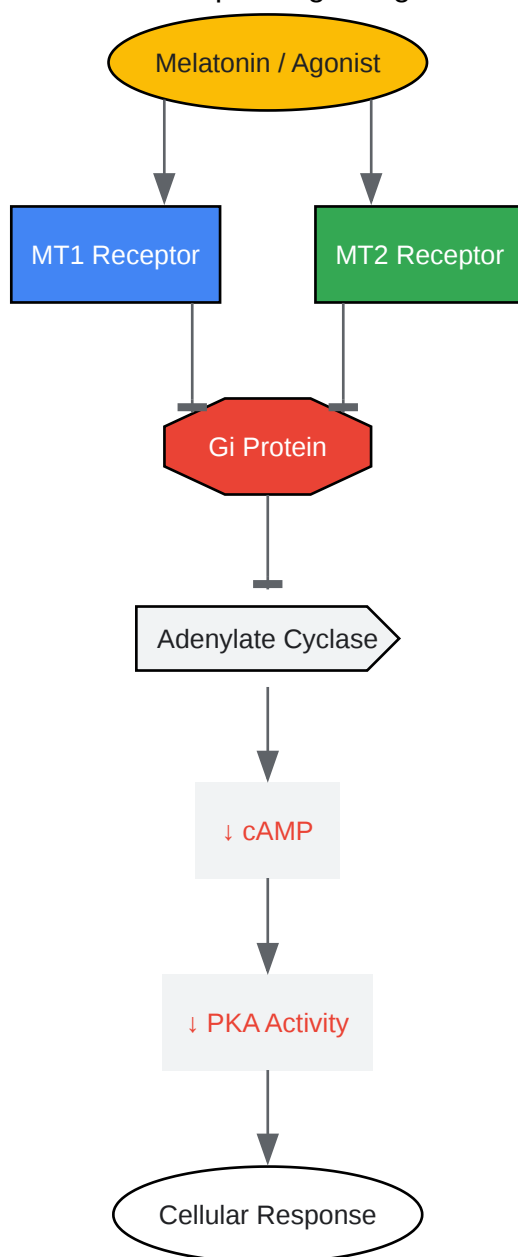 Melatonin / Agonist
MT1 Receptor
MT2 Receptor
Gi Protein
Adenylate Cyclase
↓ cAMP
↓ PKA Activity
Cellular Response